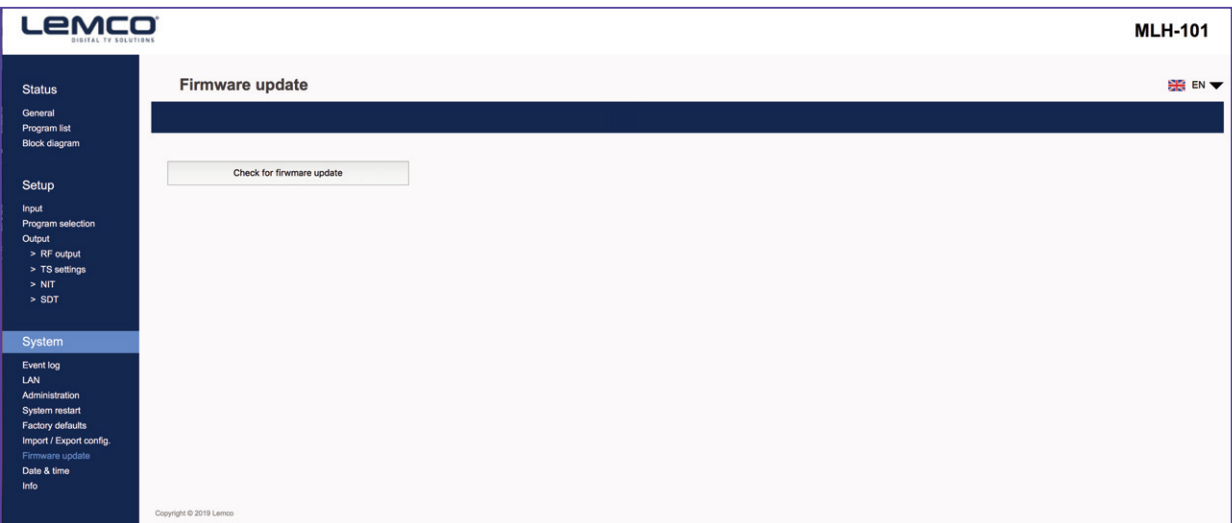 Lemco
DIGITAL TV SOLUTIONS
MLH-101
Status
General
Program list
Block diagram
Setup
Input
Program selection
Output
> RF output
> TS settings
> NIT
> SDT
System
Event log
LAN
Administration
System restart
Factory defaults
Import / Export config.
Firmware update
Date & time
Info
Firmware update
EN
Check for firwmare update
Copyright © 2019 Lemco